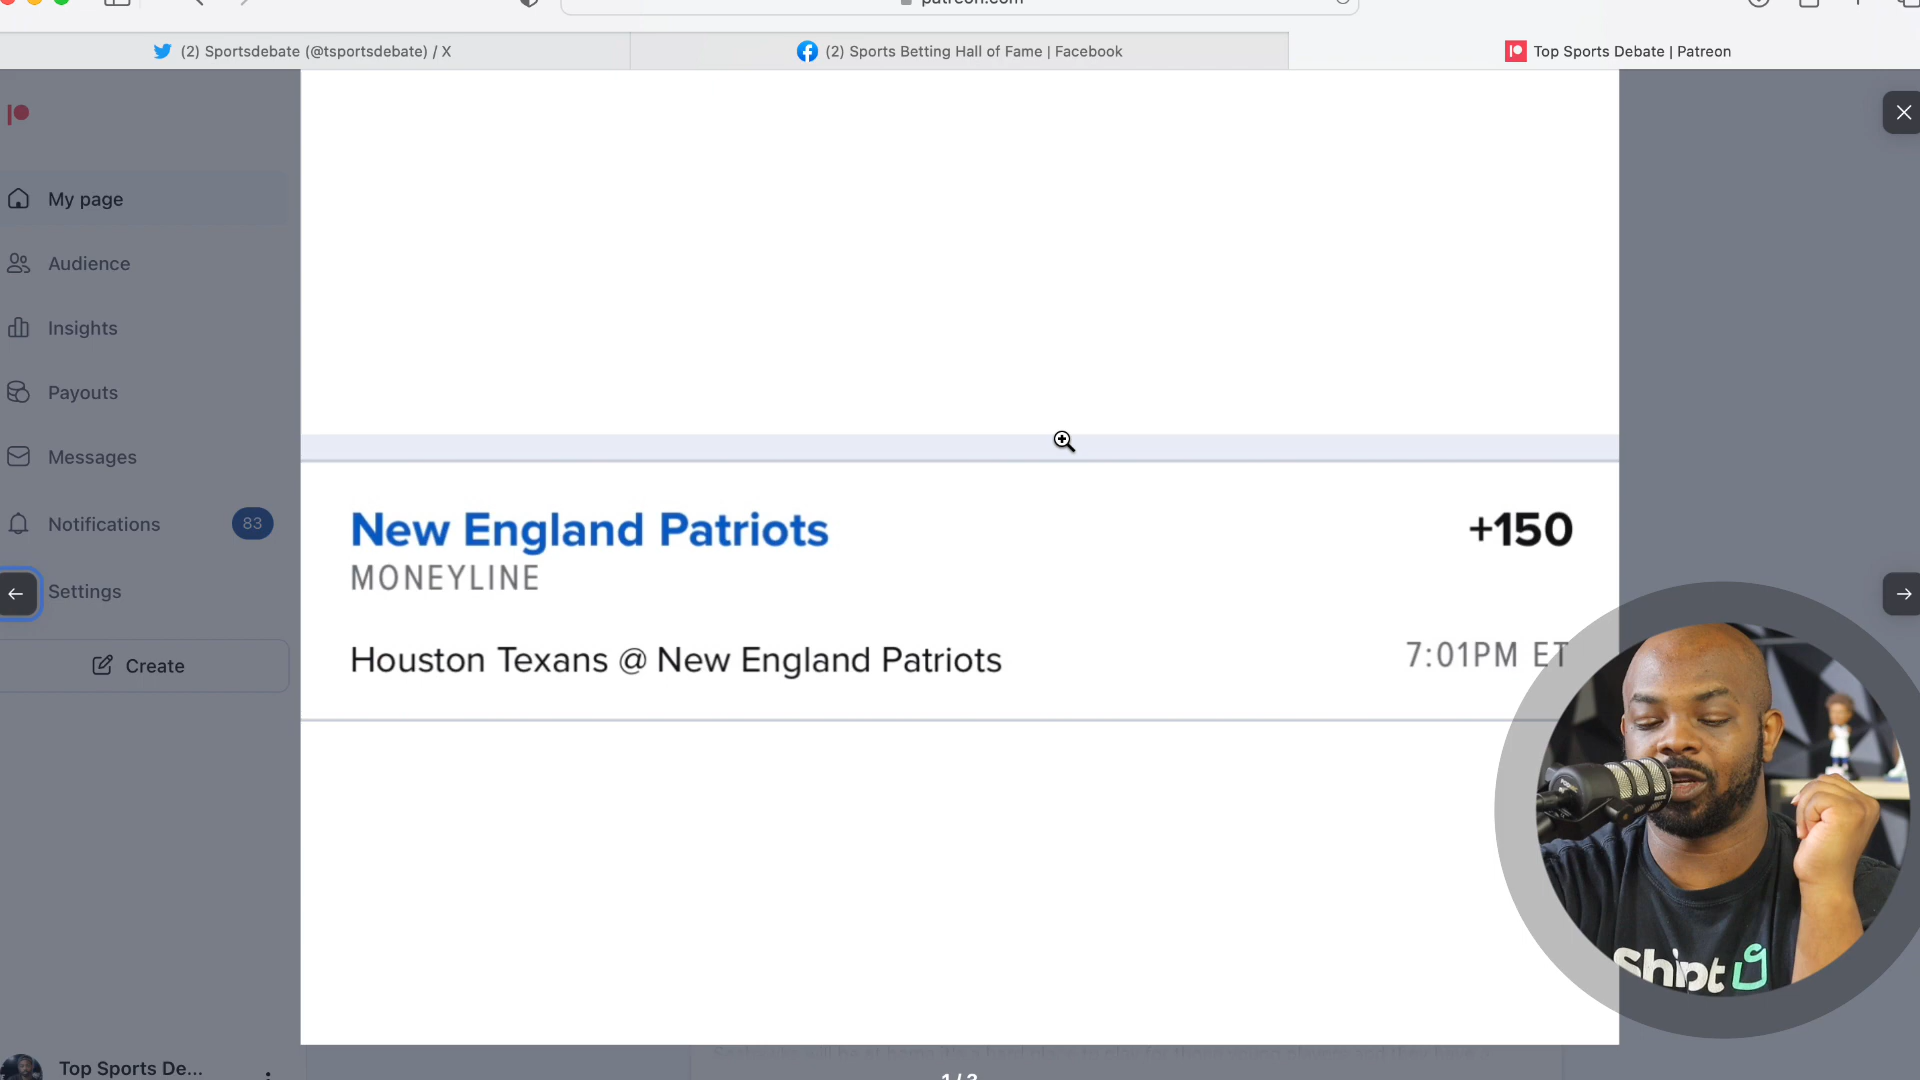 patreon.com
(2) Sportsdebate (@tsportsdebate) / X
(2) Sports Betting Hall of Fame | Facebook
Top Sports Debate | Patreon
My page
Audience
Insights
Payouts
Messages
Notifications
83
Settings
Create
New England Patriots
+150
MONEYLINE
Houston Texans @ New England Patriots
7:01PM ET
Shipt
Top Sports De...